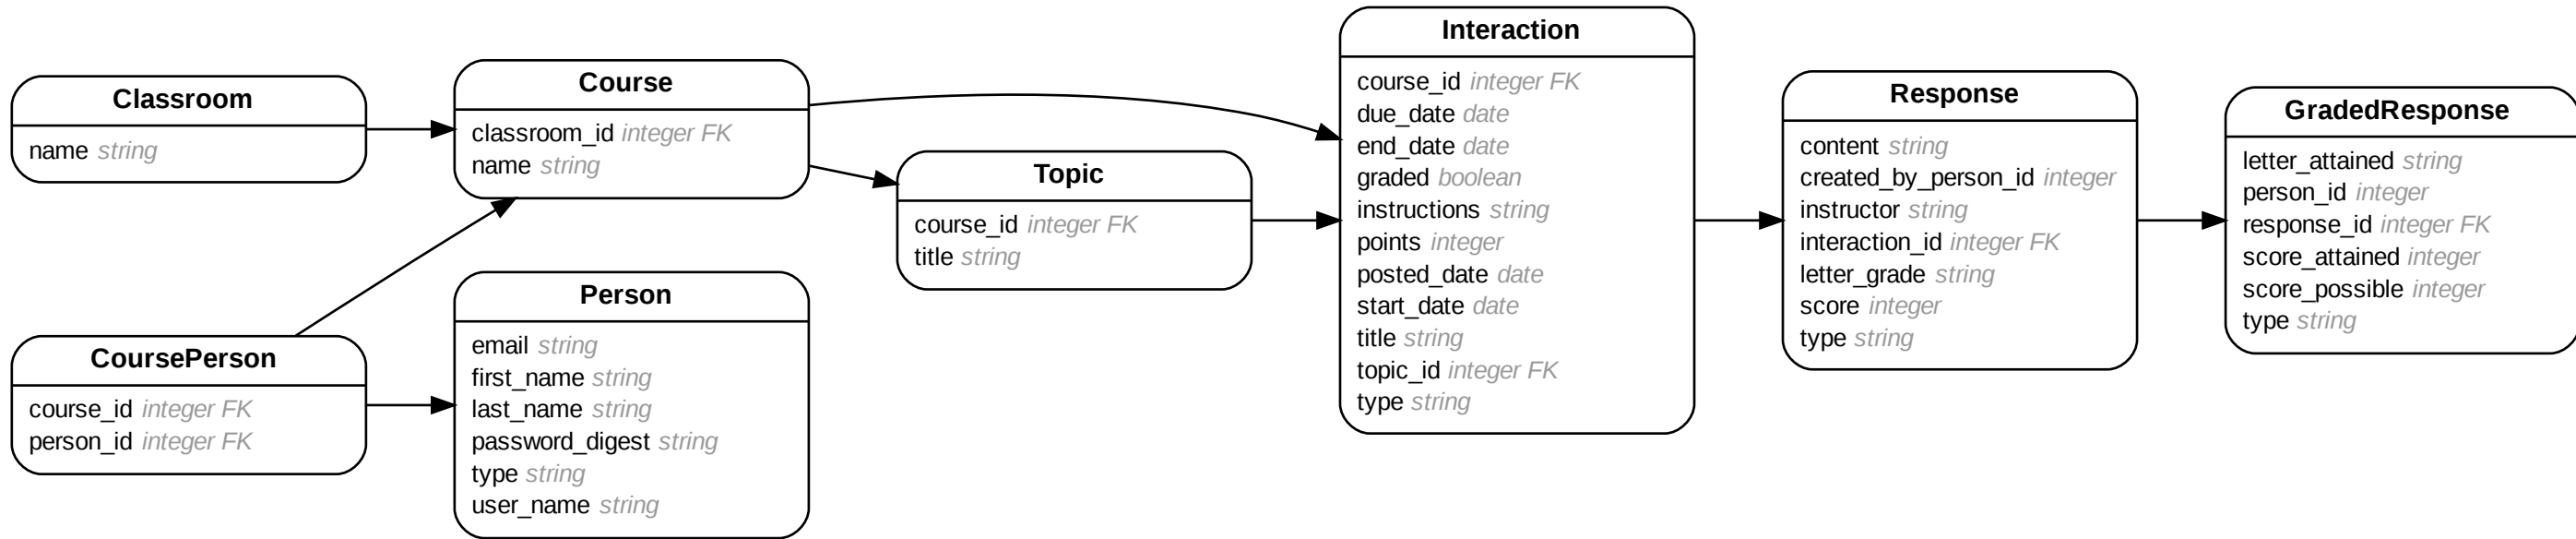 Classroom
name string
CoursePerson
course_id integer FK
person_id integer FK
Course
classroom_id integer FK
name string
Person
email string
first_name string
last_name string
password_digest string
type string
user_name string
Topic
course_id integer FK
title string
Interaction
course_id integer FK
due_date date
end_date date
graded boolean
instructions string
points integer
posted_date date
start_date date
title string
topic_id integer FK
type string
Response
content string
created_by_person_id integer
instructor string
interaction_id integer FK
letter_grade string
score integer
type string
GradedResponse
letter_attained string
person_id integer
response_id integer FK
score_attained integer
score_possible integer
type string